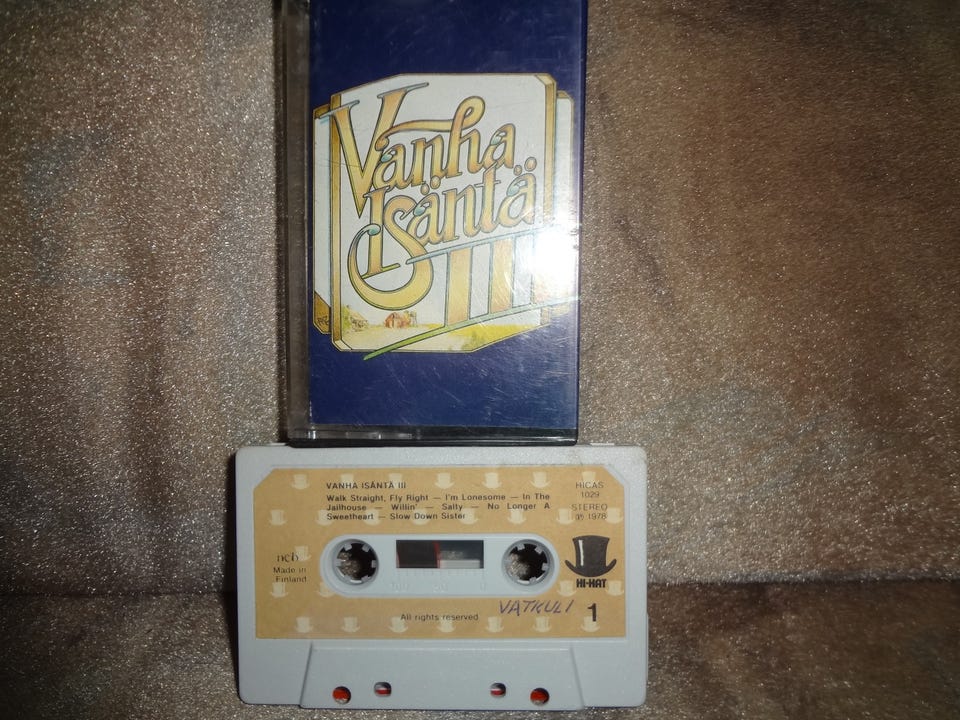 Vanha
Isäntä
III
VANHA ISÄNTÄ III
Walk Straight, Fly Right — I'm Lonesome — In The
Jailhouse — Willin' — Salty — No Longer A
Sweetheart — Slow Down Sister
HICAS
1029
STEREO
℗ 1978
ncb
Made in
Finland
HI-HAT
All rights reserved
VATKULI
1